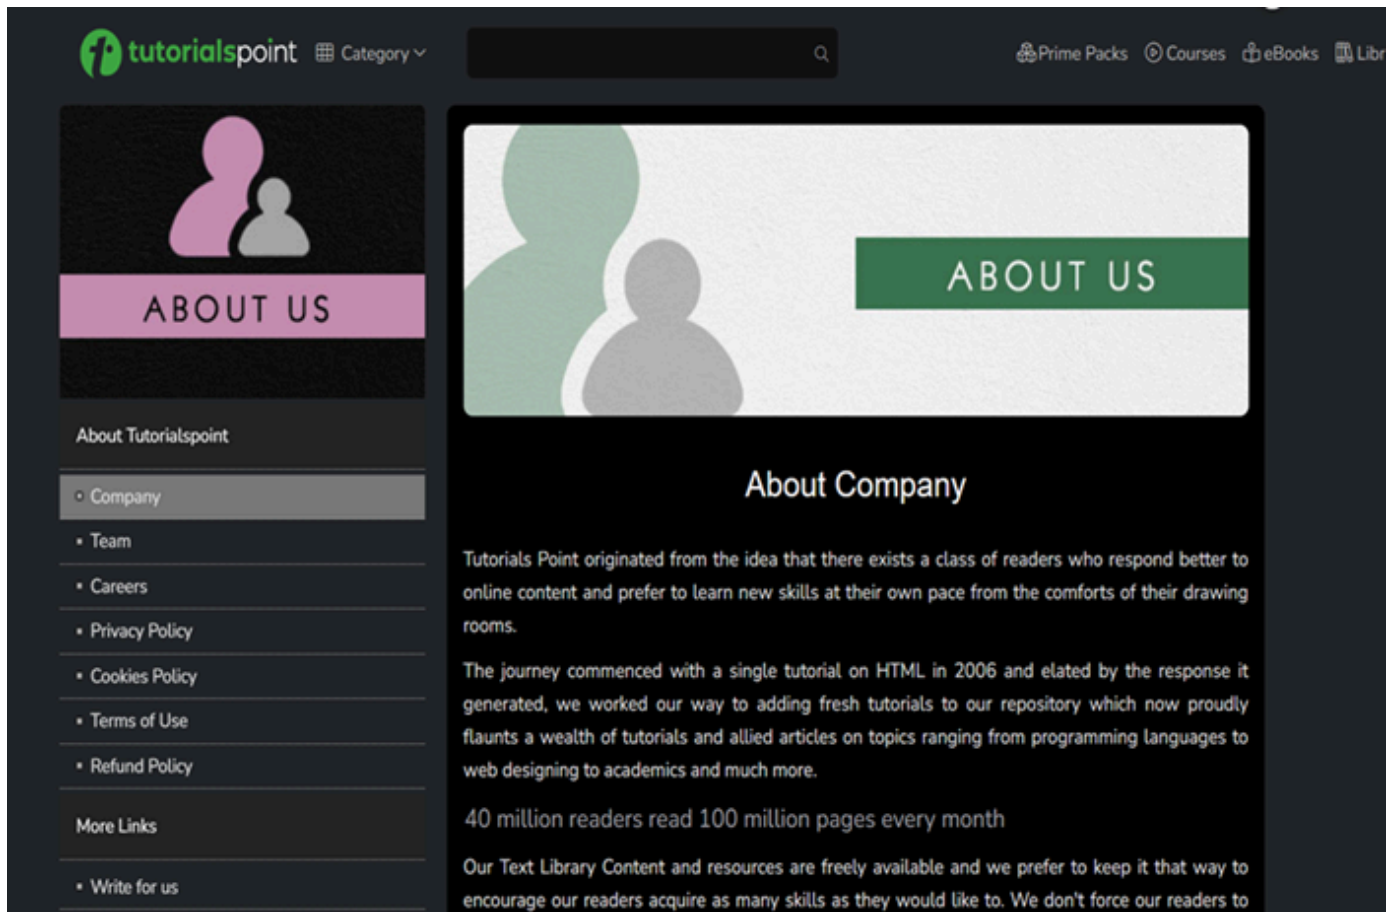 tutorialspoint
Category
Prime Packs
Courses
eBooks
Libr
ABOUT US
About Tutorialspoint
Company
Team
Careers
Privacy Policy
Cookies Policy
Terms of Use
Refund Policy
More Links
Write for us
ABOUT US
About Company
Tutorials Point originated from the idea that there exists a class of readers who respond better to
online content and prefer to learn new skills at their own pace from the comforts of their drawing
rooms.
The journey commenced with a single tutorial on HTML in 2006 and elated by the response it
generated, we worked our way to adding fresh tutorials to our repository which now proudly
flaunts a wealth of tutorials and allied articles on topics ranging from programming languages to
web designing to academics and much more.
40 million readers read 100 million pages every month
Our Text Library Content and resources are freely available and we prefer to keep it that way to
encourage our readers acquire as many skills as they would like to. We don't force our readers to